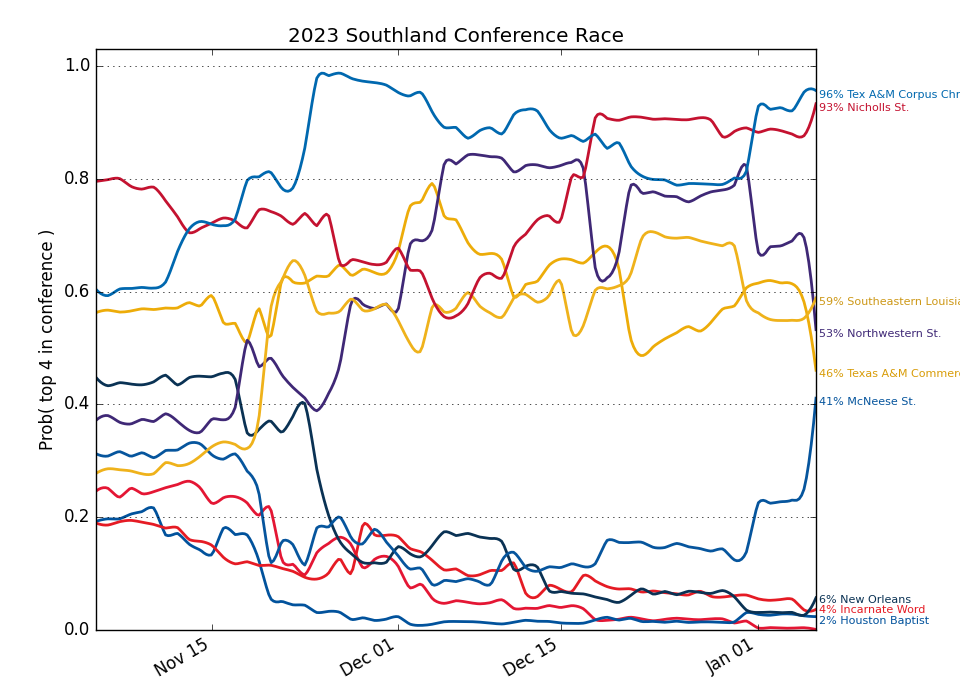 2023 Southland Conference Race
Prob( top 4 in conference )
1.0
0.8
0.6
0.4
0.2
0.0
Nov 15
Dec 01
Dec 15
Jan 01
96% Tex A&M Corpus Chr
93% Nicholls St.
59% Southeastern Louisia
53% Northwestern St.
46% Texas A&M Commerc
41% McNeese St.
6% New Orleans
4% Incarnate Word
2% Houston Baptist